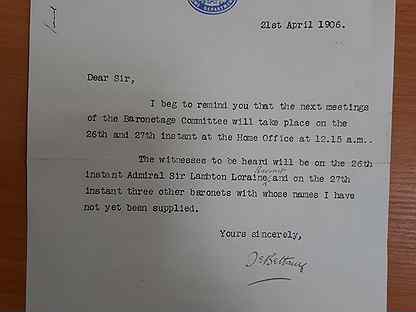 21st April 1906.
Dear Sir,
I beg to remind you that the next meetings
of the Baronetage Committee will take place on the
26th and 27th instant at the Home Office at 12.15 a.m..
The witnesses to be heard will be on the 26th
instant Admiral Sir Lambton Loraine, and on the 27th
instant three other baronets with whose names I have
not yet been supplied.
Yours sincerely,